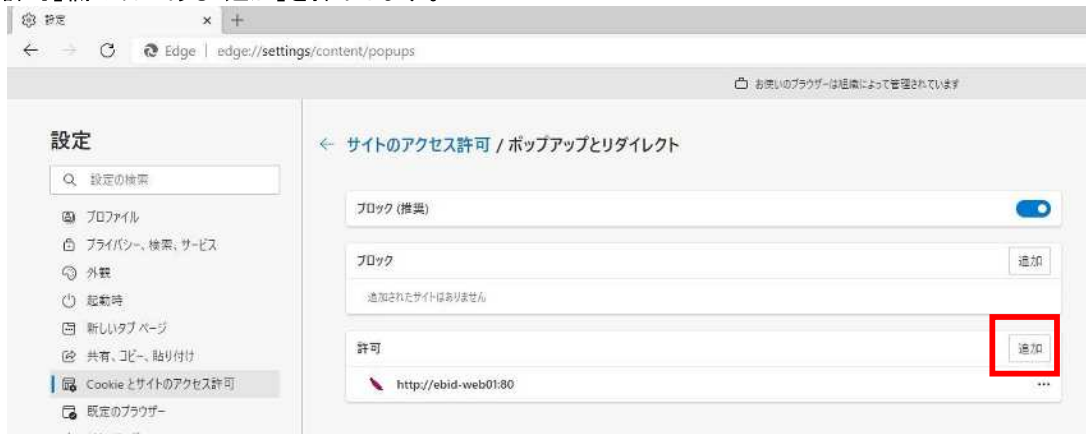 設定
Edge | edge://settings/content/popups
お使いのブラウザーは組織によって管理されています
設定
設定の検索
プロファイル
プライバシー、検索、サービス
外観
起動時
新しいタブ ページ
共有、コピー、貼り付け
Cookie とサイトのアクセス許可
既定のブラウザー
サイトのアクセス許可 / ポップアップとリダイレクト
ブロック (推奨)
ブロック
追加
追加されたサイトはありません
許可
追加
http://ebid-web01:80